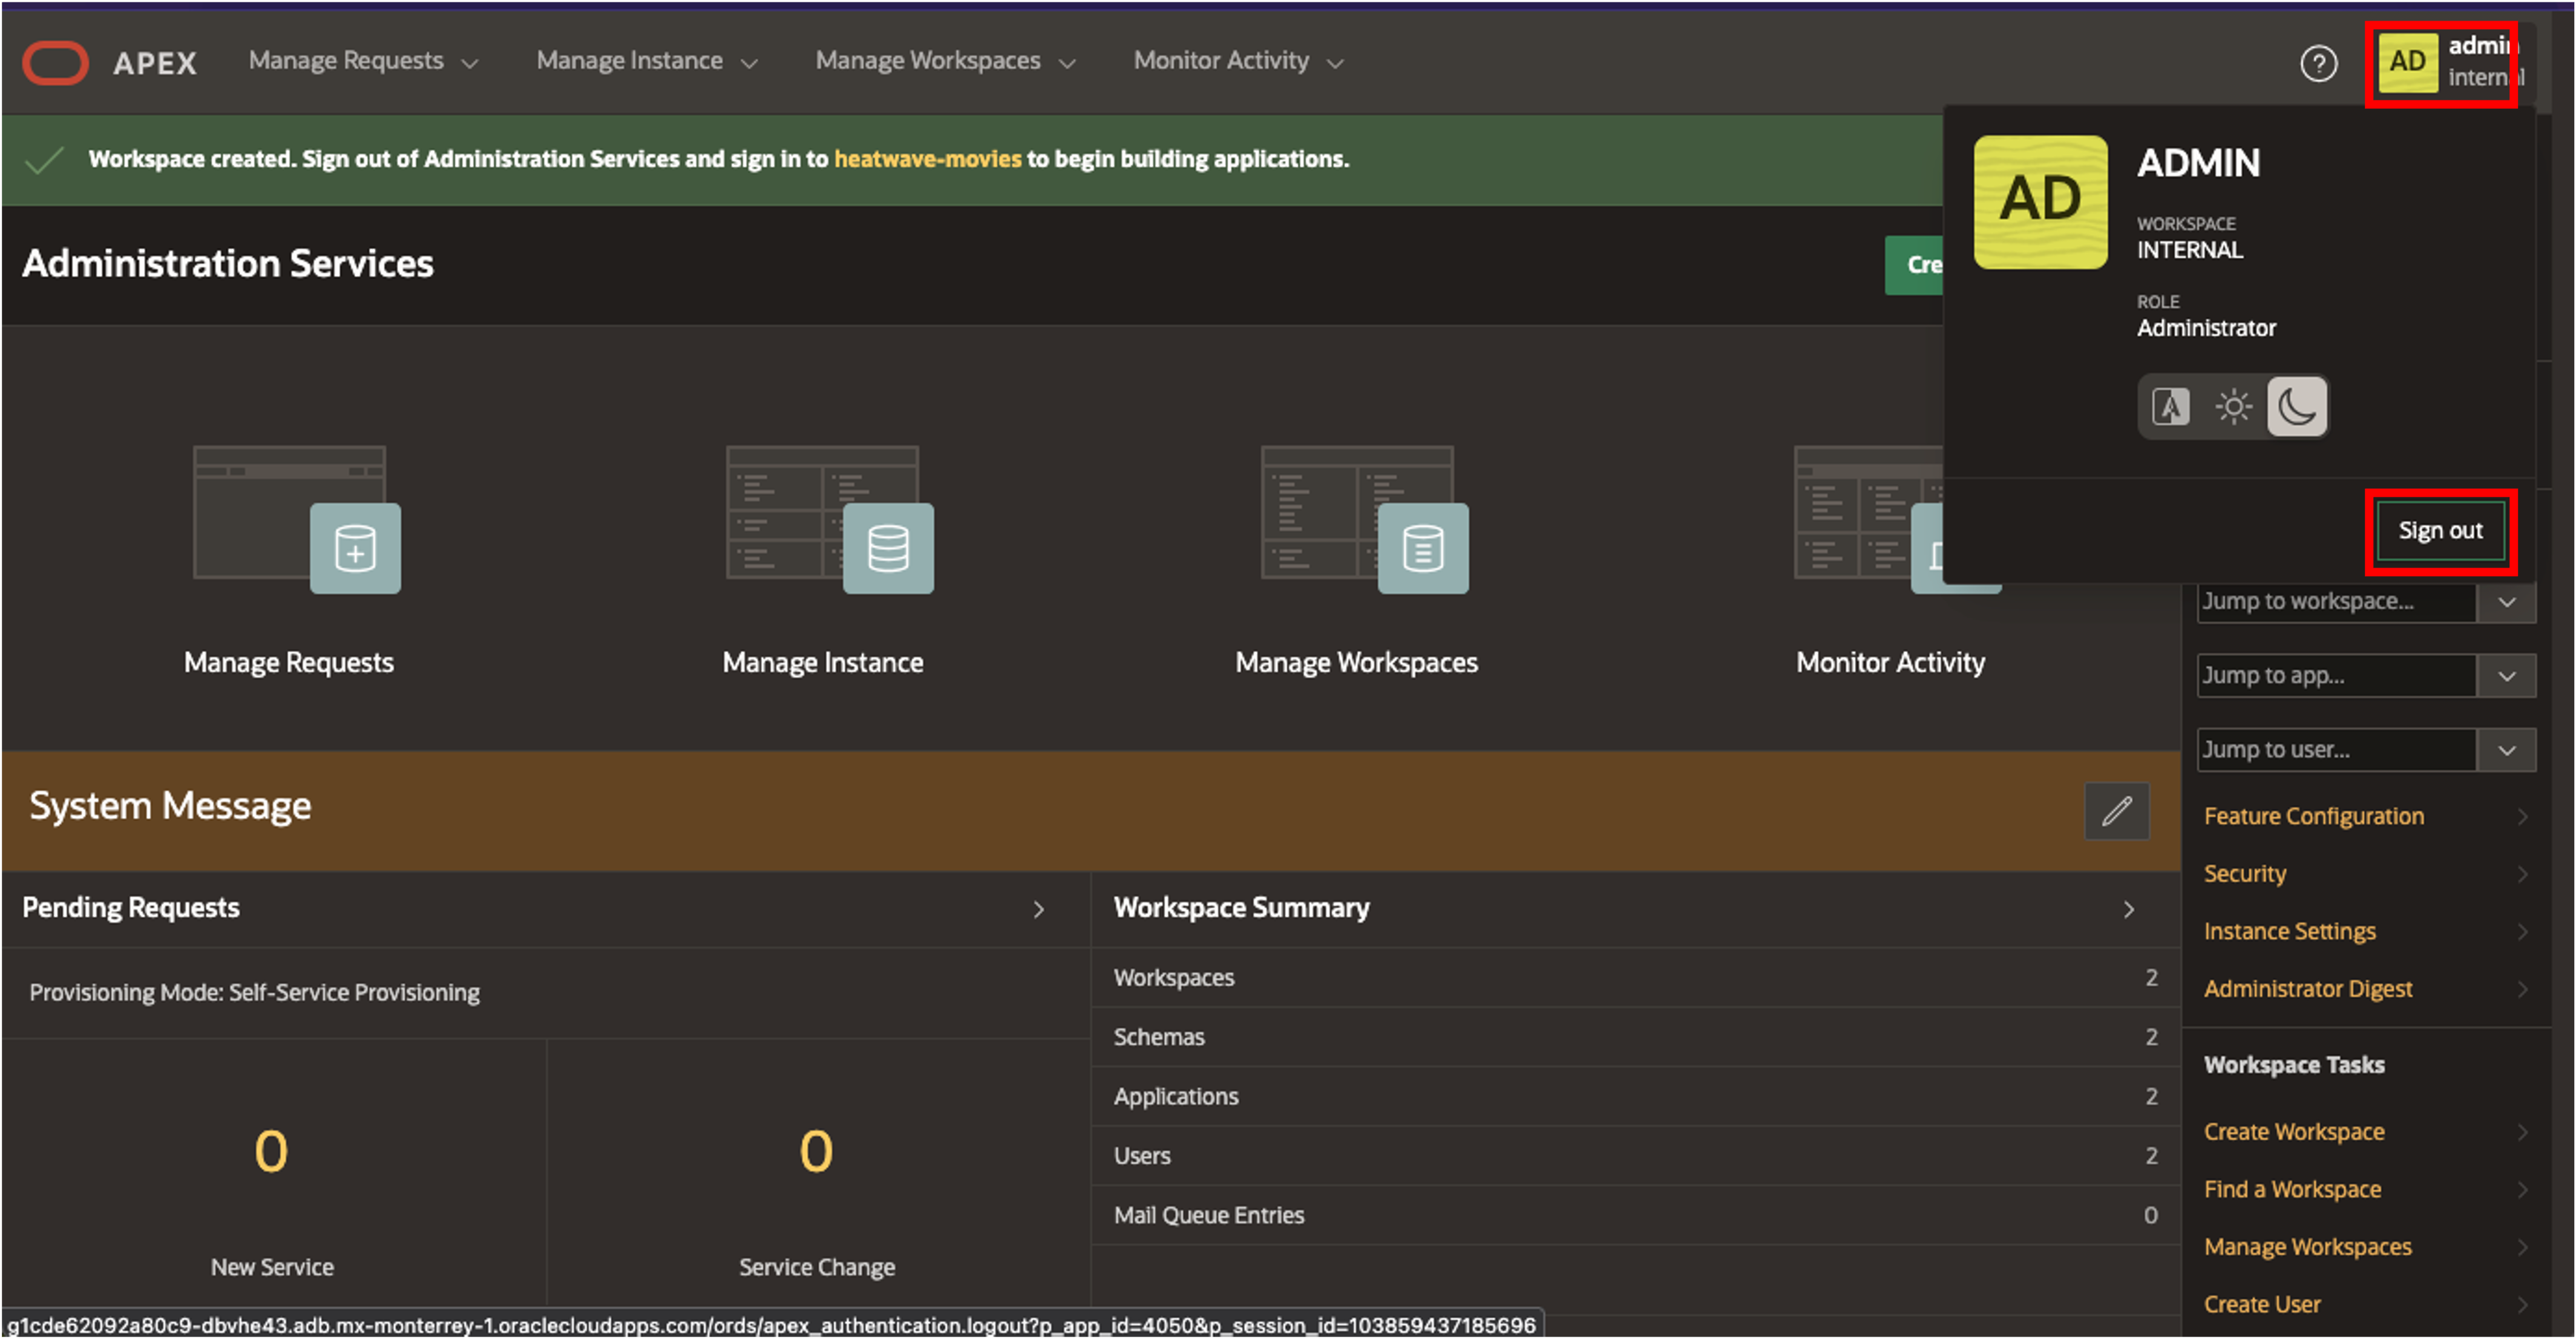 APEX
Manage Requests
Manage Instance
Manage Workspaces
Monitor Activity
AD
admin
internal
Workspace created. Sign out of Administration Services and sign in to heatwave-movies to begin building applications.
AD
ADMIN
WORKSPACE
INTERNAL
ROLE
Administrator
Sign out
Administration Services
Cre
Manage Requests
Manage Instance
Manage Workspaces
Monitor Activity
Jump to workspace...
Jump to app...
Jump to user...
Feature Configuration
Security
Instance Settings
Administrator Digest
Workspace Tasks
Create Workspace
Find a Workspace
Manage Workspaces
Create User
System Message
Pending Requests
Provisioning Mode: Self-Service Provisioning
0
New Service
0
Service Change
Workspace Summary
Workspaces 2
Schemas 2
Applications 2
Users 2
Mail Queue Entries 0
g1cde62092a80c9-dbvhe43.adb.mx-monterrey-1.oraclecloudapps.com/ords/apex_authentication.logout?p_app_id=4050&p_session_id=103859437185696